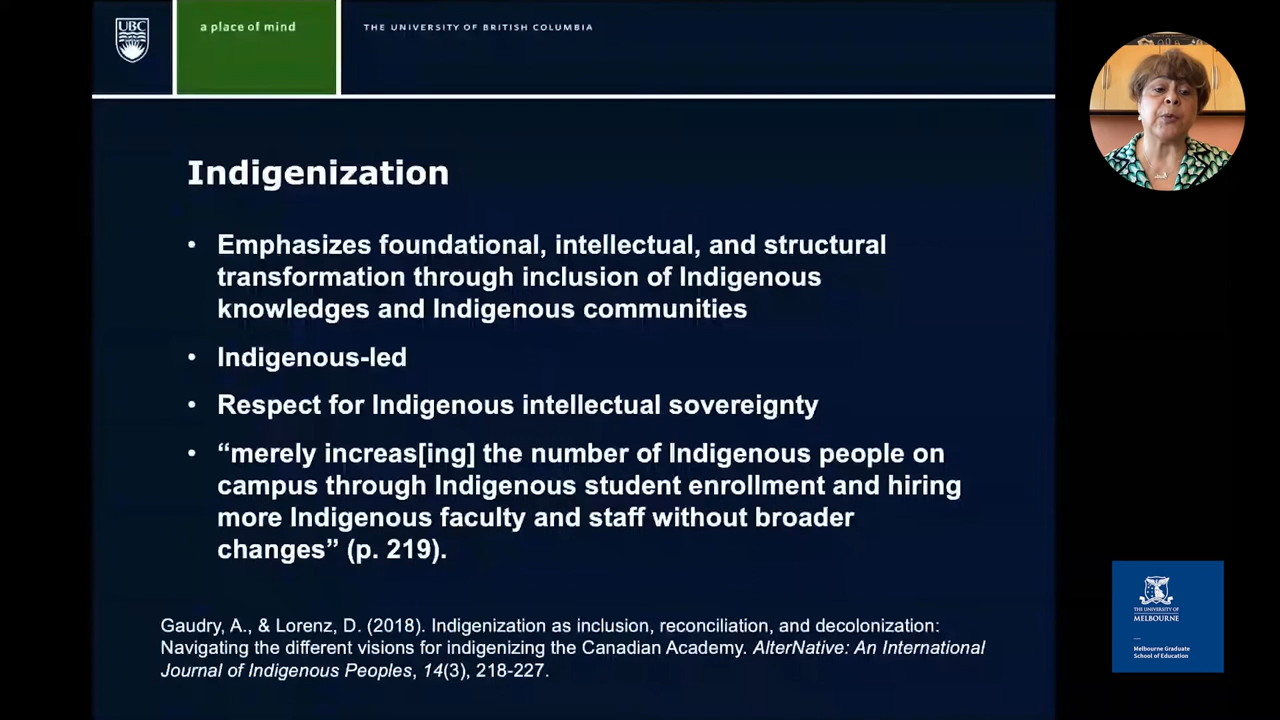 UBC
a place of mind
THE UNIVERSITY OF BRITISH COLUMBIA
Indigenization
• Emphasizes foundational, intellectual, and structural
transformation through inclusion of Indigenous
knowledges and Indigenous communities
• Indigenous-led
• Respect for Indigenous intellectual sovereignty
• “merely increas[ing] the number of Indigenous people on
campus through Indigenous student enrollment and hiring
more Indigenous faculty and staff without broader
changes” (p. 219).
Gaudry, A., & Lorenz, D. (2018). Indigenization as inclusion, reconciliation, and decolonization:
Navigating the different visions for indigenizing the Canadian Academy. AlterNative: An International
Journal of Indigenous Peoples, 14(3), 218-227.
THE UNIVERSITY OF
MELBOURNE
Melbourne Graduate
School of Education